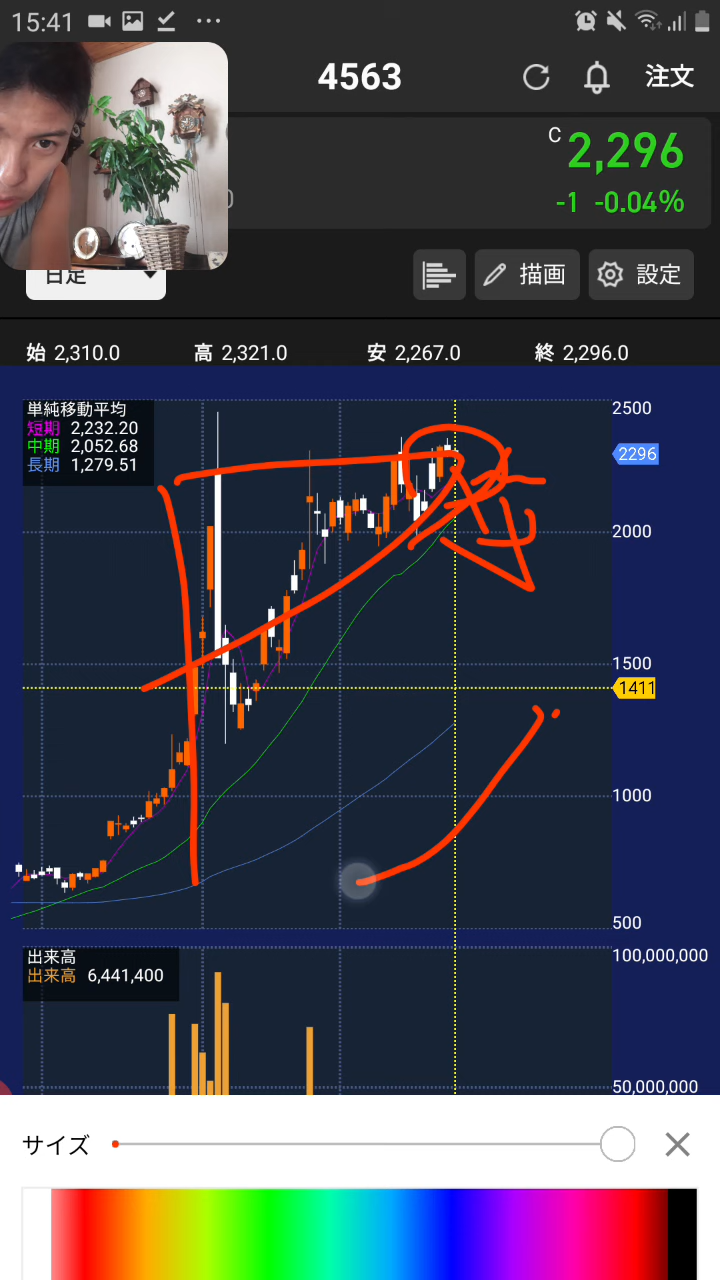 15:41
4563
注文
C 2,296
-1 -0.04%
日足
描画
設定
始 2,310.0 高 2,321.0 安 2,267.0 終 2,296.0
単純移動平均
短期 2,232.20
中期 2,052.68
長期 1,279.51
2500
2296
2000
1500
1411
1000
500
出来高
出来高 6,441,400
100,000,000
50,000,000
サイズ